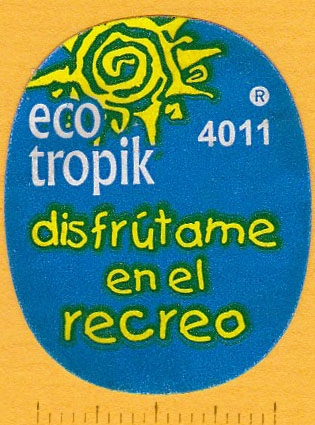 eco
tropik
®
4011
disfrútame
en el
recreo